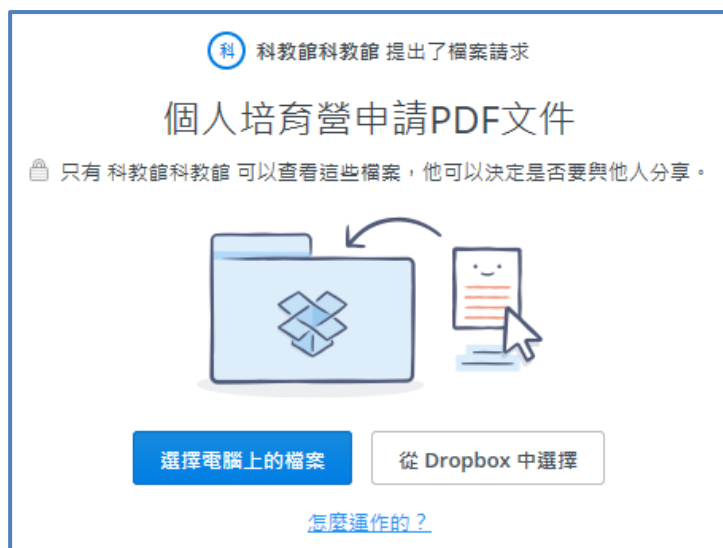 科 科教館科教館 提出了檔案請求
個人培育營申請PDF文件
只有 科教館科教館 可以查看這些檔案，他可以決定是否要與他人分享。
選擇電腦上的檔案 從 Dropbox 中選擇
怎麼運作的？